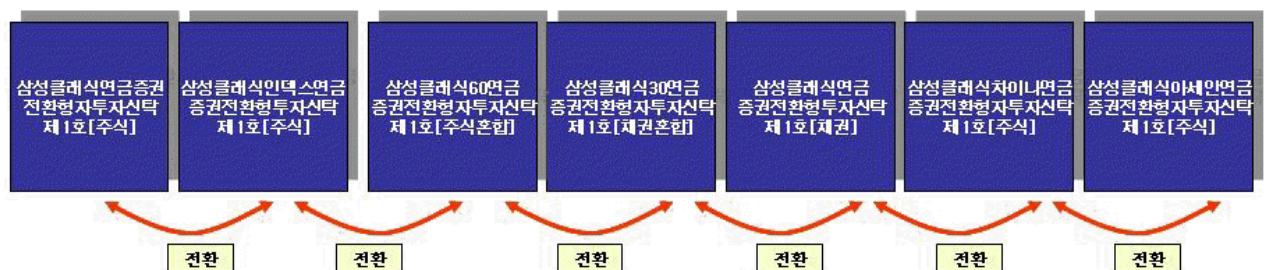 삼성클래식연금증권
전환형자투자신탁
제1호[주식]
삼성클래식인덱스연금
증권전환형자투자신탁
제1호[주식]
삼성클래식60연금
증권전환형자투자신탁
제1호[주식혼합]
삼성클래식30연금
증권전환형자투자신탁
제1호[채권혼합]
삼성클래식연금
증권전환형자투자신탁
제1호[채권]
삼성클래식차이나연금
증권전환형자투자신탁
제1호[주식]
삼성클래식아세안연금
증권전환형자투자신탁
제1호[주식]
전환
전환
전환
전환
전환
전환